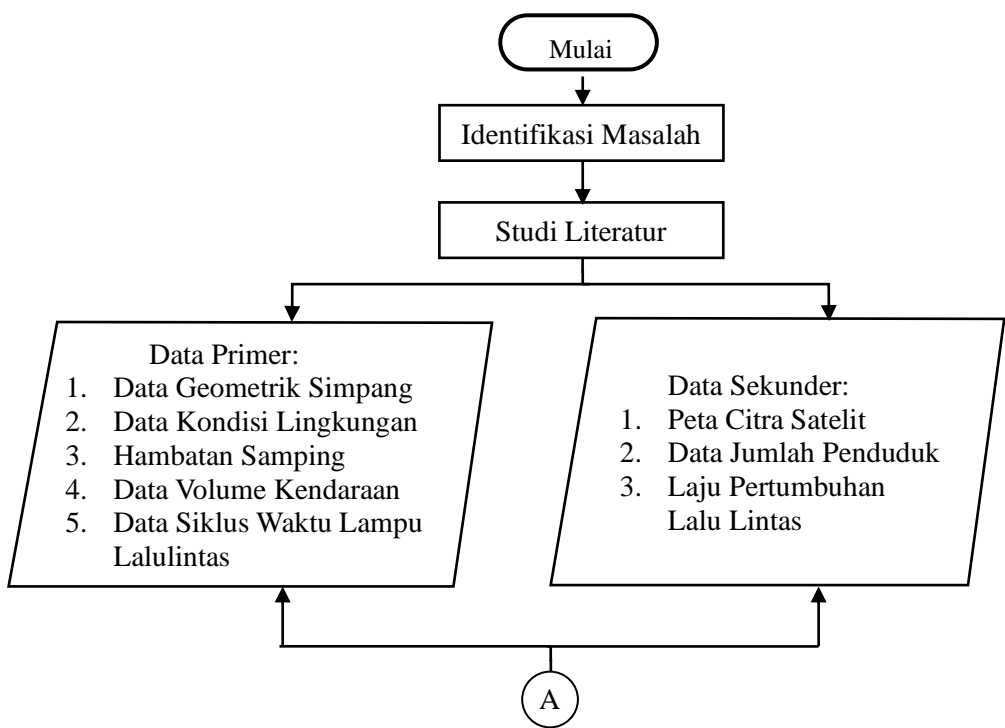 Mulai
Identifikasi Masalah
Studi Literatur
Data Primer:
1. Data Geometrik Simpang
2. Data Kondisi Lingkungan
3. Hambatan Samping
4. Data Volume Kendaraan
5. Data Siklus Waktu Lampu
Lalulintas
Data Sekunder:
1. Peta Citra Satelit
2. Data Jumlah Penduduk
3. Laju Pertumbuhan
Lalu Lintas
A